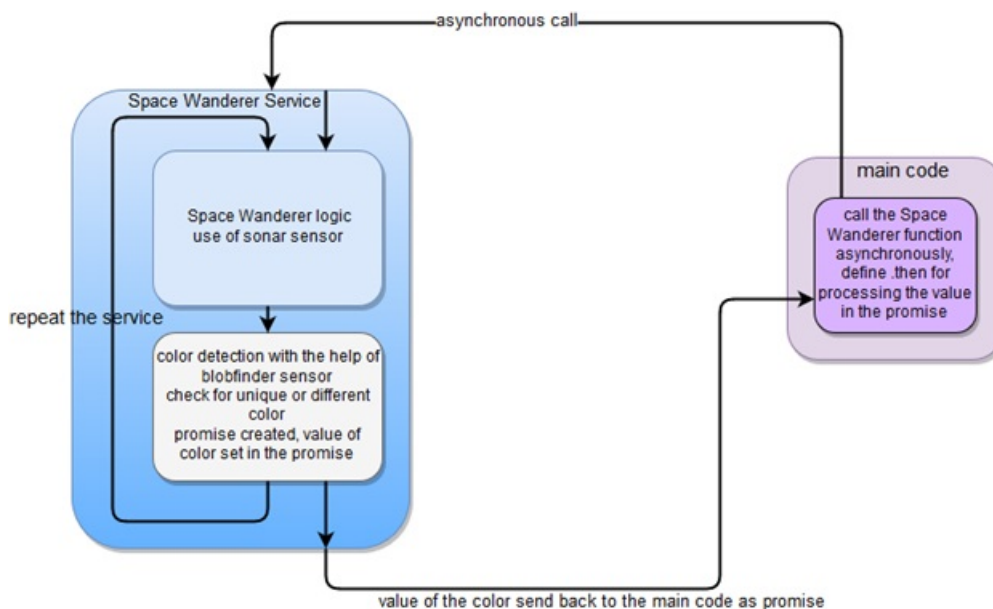 asynchronous call
Space Wanderer Service
Space Wanderer logic
use of sonar sensor
repeat the service
color detection with the help of
blobfinder sensor
check for unique or different
color
promise created, value of
color set in the promise
main code
call the Space
Wanderer function
asynchronously,
define .then for
processing the value
in the promise
value of the color send back to the main code as promise